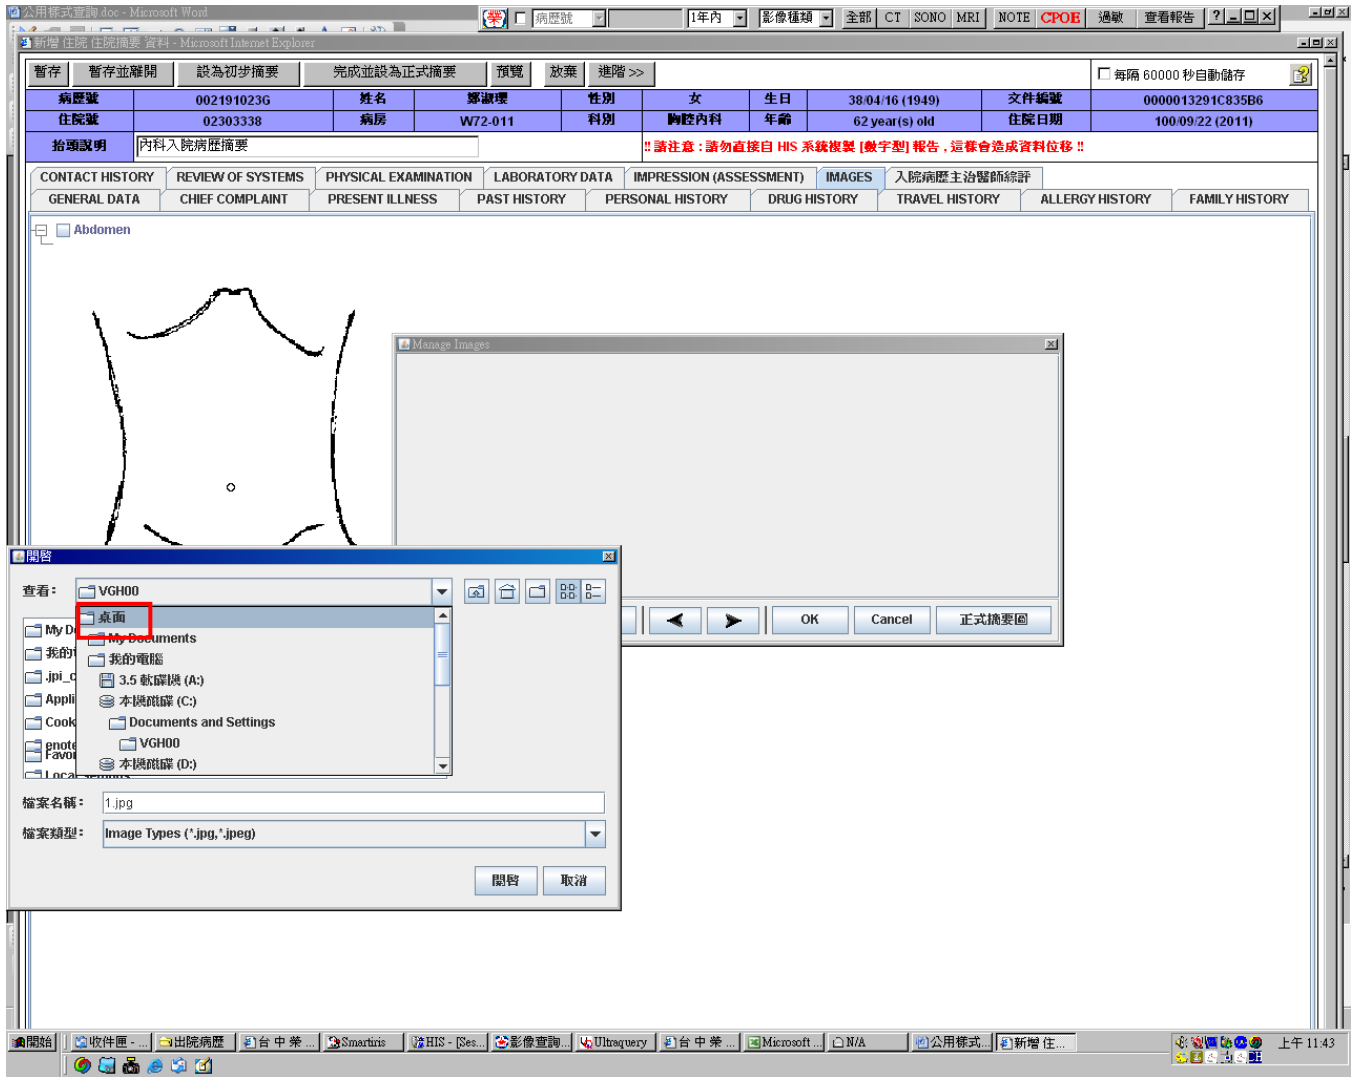 公用樣式查詢.doc - Microsoft Word
榮 病歷號 1年內 影像種類 全部 CT SONO MRI NOTE CPOE 過敏 查看報告 ?
新增 住院 住院摘要 資料 - Microsoft Internet Explorer
暫存 暫存並離開 設為初步摘要 完成並設為正式摘要 預覽 放棄 進階 >> 每隔 60000 秒自動儲存
病歷號 002191023G 姓名 鄭淑瓔 性別 女 生日 38/04/16 (1949) 文件編號 0000013291C835B6
住院號 02303338 病房 W72-011 科別 胸腔內科 年齡 62 year(s) old 住院日期 100/09/22 (2011)
抬頭說明 內科入院病歷摘要 !! 請注意 : 請勿直接自 HIS 系統複製 [數字型] 報告 , 這樣會造成資料位移 !!
CONTACT HISTORY REVIEW OF SYSTEMS PHYSICAL EXAMINATION LABORATORY DATA IMPRESSION (ASSESSMENT) IMAGES 入院病歷主治醫師綜評
GENERAL DATA CHIEF COMPLAINT PRESENT ILLNESS PAST HISTORY PERSONAL HISTORY DRUG HISTORY TRAVEL HISTORY ALLERGY HISTORY FAMILY HISTORY
Abdomen
Manage Images
OK Cancel 正式摘要圖
開啓
查看： VGH00
桌面
My Documents
我的電腦
3.5 軟碟機 (A:)
本機磁碟 (C:)
Documents and Settings
VGH00
本機磁碟 (D:)
My D
我的
.jpi_c
Appli
Cook
enote
Favor
檔案名稱： 1.jpg
檔案類型： Image Types (*.jpg,*.jpeg)
開啓 取消
開始 收件匣 - ... 出院病歷 台 中 榮 ... Smartiris HIS - [Ses... 影像查詢... Ultraquery 台 中 榮 ... Microsoft ... N/A 公用樣式... 新增 住... 上午 11:43